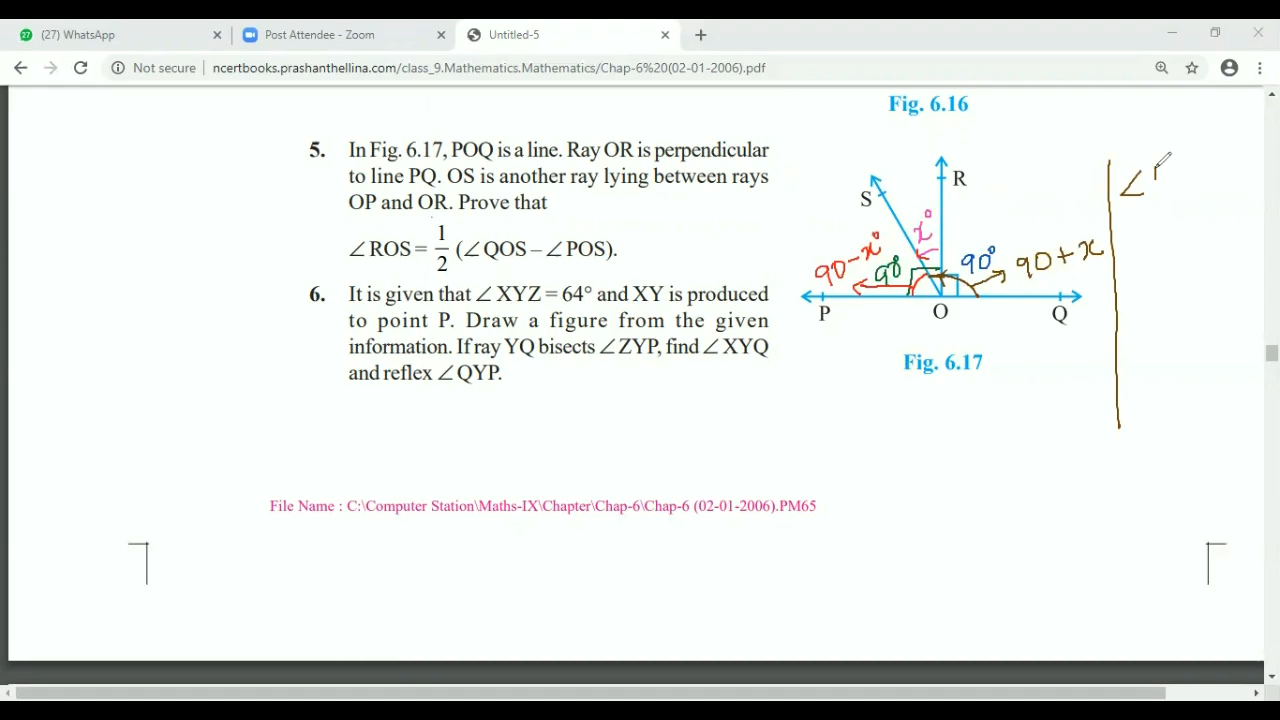 (27) WhatsApp
Post Attendee - Zoom
Untitled-5
Not secure
ncertbooks.prashanthellina.com/class_9.Mathematics.Mathematics/Chap-6%20(02-01-2006).pdf
Fig. 6.16
5. In Fig. 6.17, POQ is a line. Ray OR is perpendicular
to line PQ. OS is another ray lying between rays
OP and OR. Prove that
∠ROS = 1/2 (∠QOS – ∠POS).
6. It is given that ∠ XYZ = 64° and XY is produced
to point P. Draw a figure from the given
information. If ray YQ bisects ∠ZYP, find ∠XYQ
and reflex ∠QYP.
R
S
x°
90-x°
90°
90°
90+x
P
O
Q
Fig. 6.17
∠
File Name : C:\Computer Station\Maths-IX\Chapter\Chap-6\Chap-6 (02-01-2006).PM65